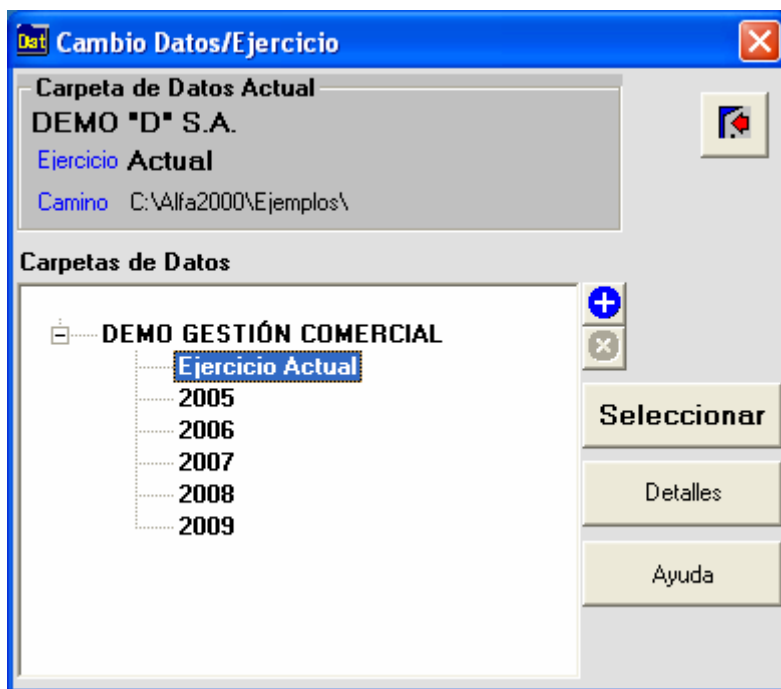 Dat Cambio Datos/Ejercicio
Carpeta de Datos Actual
DEMO "D" S.A.
Ejercicio Actual
Camino C:\Alfa2000\Ejemplos\
Carpetas de Datos
DEMO GESTIÓN COMERCIAL
Ejercicio Actual
2005
2006
2007
2008
2009
Seleccionar
Detalles
Ayuda